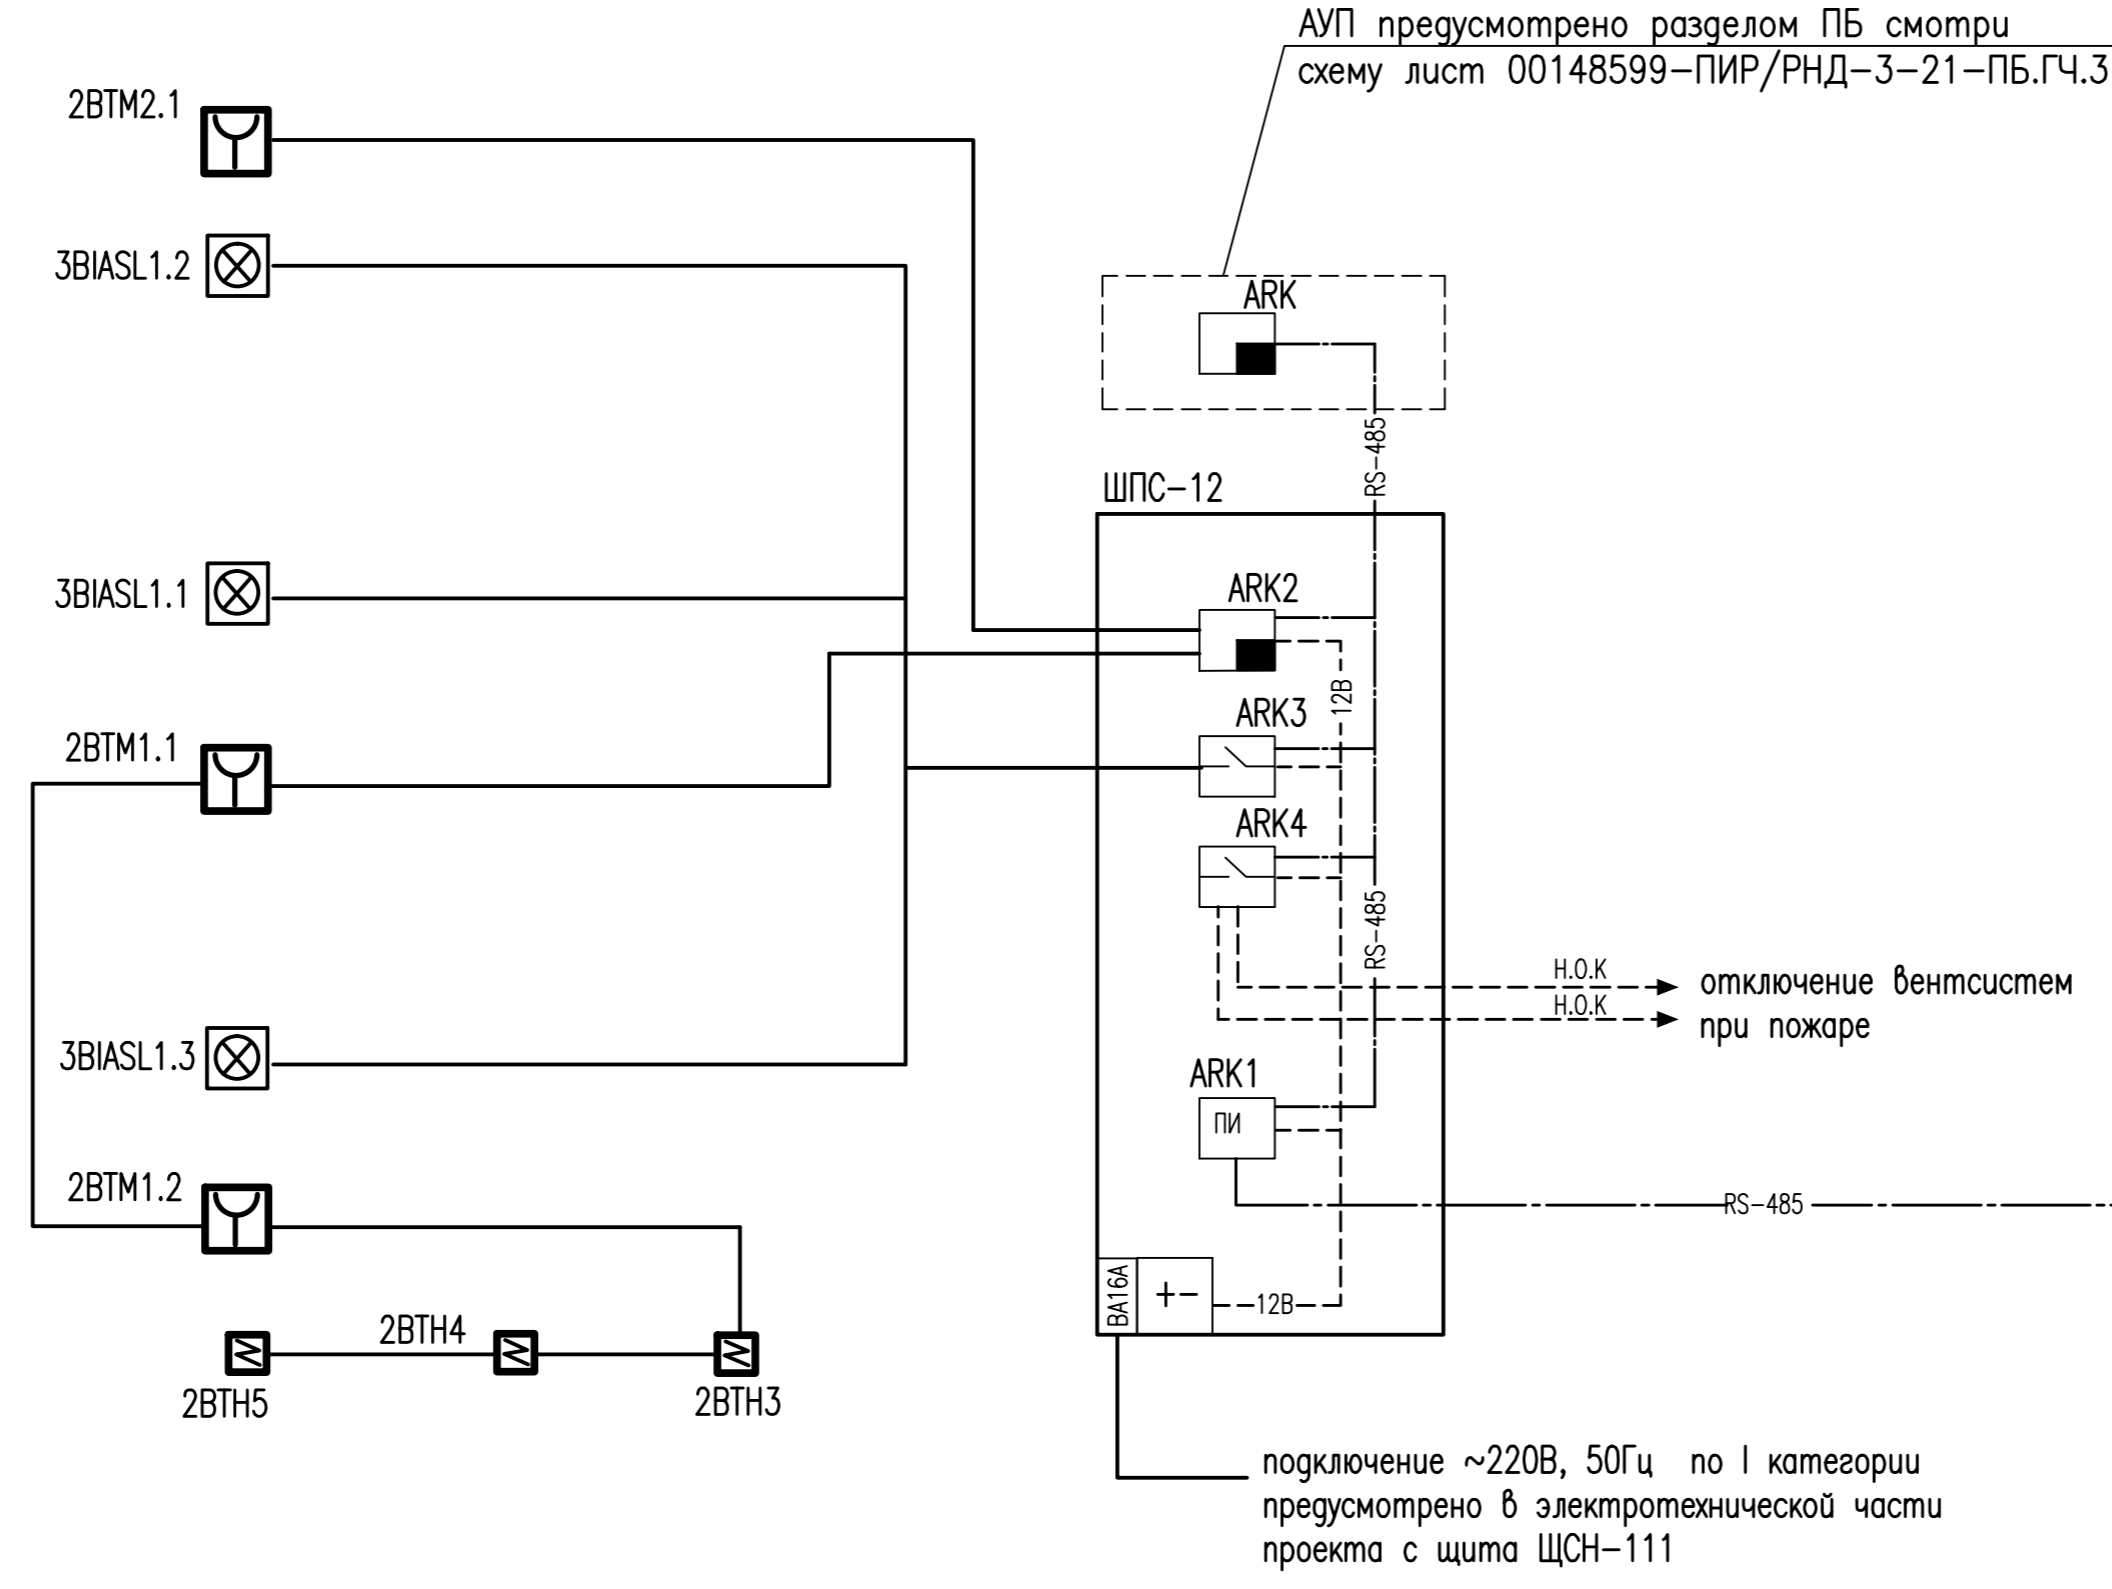 АУП предусмотрено разделом ПБ смотри
схему лист 00148599-ПИР/РНД-3-21-ПБ.ГЧ.3
2BTM2.1
3BIASL1.2
ARK
RS-485
ШПС-12
3BIASL1.1
ARK2
12В
ARK3
2BTM1.1
ARK4
RS-485
Н.О.К
отключение вентсистем
Н.О.К
при пожаре
3BIASL1.3
ARK1
ПИ
2BTM1.2
RS-485
ВА16А
+-
12В
2BTH4
2BTH5
2BTH3
подключение ~220В, 50Гц по I категории
предусмотрено в электротехнической части
проекта с щита ЩСН-111